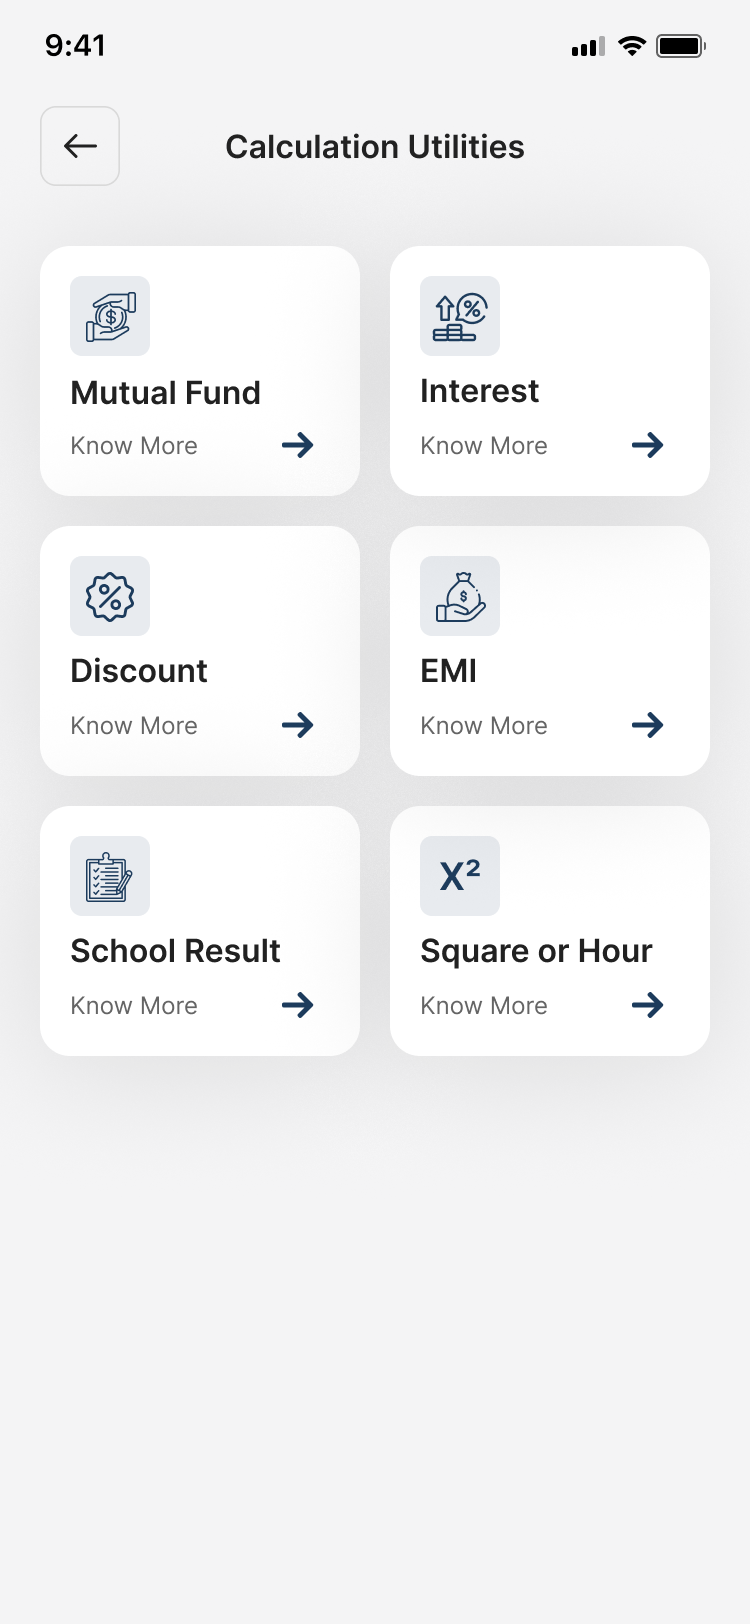 9:41
Calculation Utilities
Mutual Fund
Know More
Interest
Know More
Discount
Know More
EMI
Know More
School Result
Know More
X²
Square or Hour
Know More